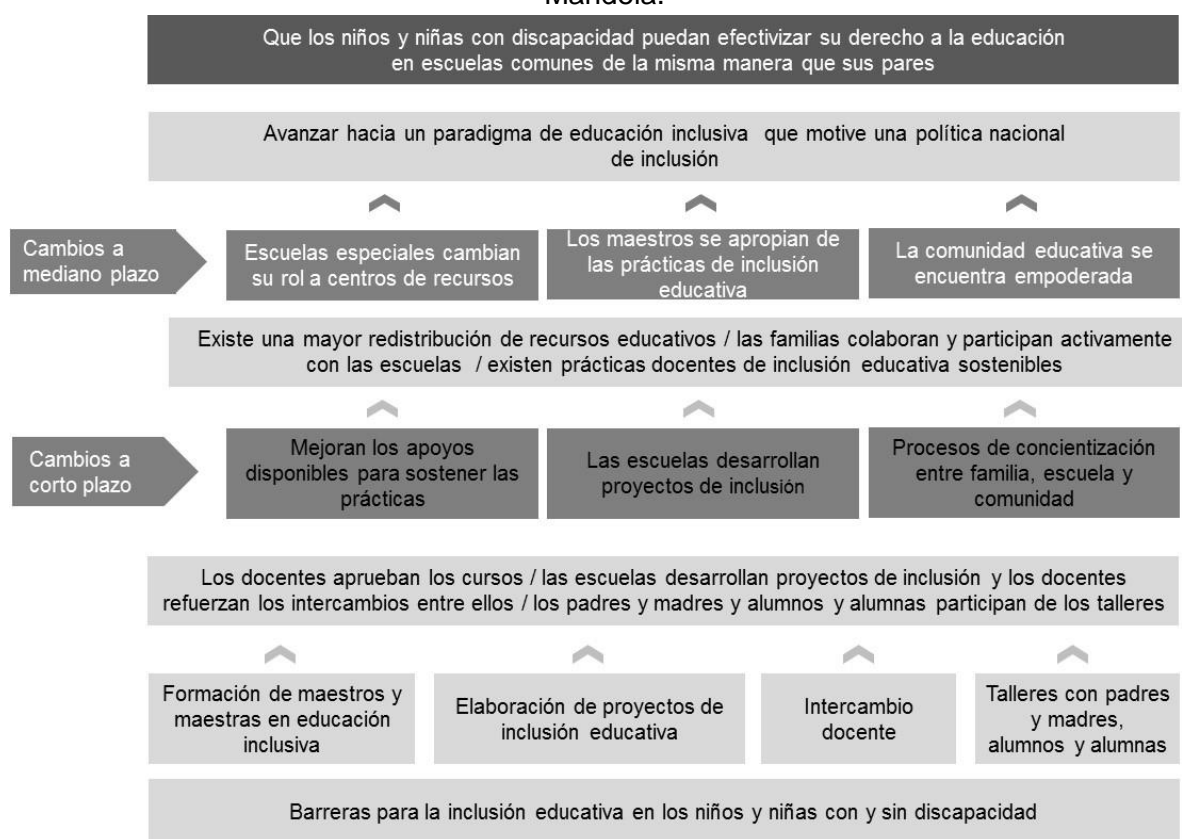 Mandela.
Que los niños y niñas con discapacidad puedan efectivizar su derecho a la educación
en escuelas comunes de la misma manera que sus pares
Avanzar hacia un paradigma de educación inclusiva que motive una política nacional
de inclusión
Cambios a
mediano plazo
Escuelas especiales cambian
su rol a centros de recursos
Los maestros se apropian de
las prácticas de inclusión
educativa
La comunidad educativa se
encuentra empoderada
Existe una mayor redistribución de recursos educativos / las familias colaboran y participan activamente
con las escuelas / existen prácticas docentes de inclusión educativa sostenibles
Cambios a
corto plazo
Mejoran los apoyos
disponibles para sostener las
prácticas
Las escuelas desarrollan
proyectos de inclusión
Procesos de concientización
entre familia, escuela y
comunidad
Los docentes aprueban los cursos / las escuelas desarrollan proyectos de inclusión y los docentes
refuerzan los intercambios entre ellos / los padres y madres y alumnos y alumnas participan de los talleres
Formación de maestros y
maestras en educación
inclusiva
Elaboración de proyectos de
inclusión educativa
Intercambio
docente
Talleres con padres
y madres,
alumnos y alumnas
Barreras para la inclusión educativa en los niños y niñas con y sin discapacidad